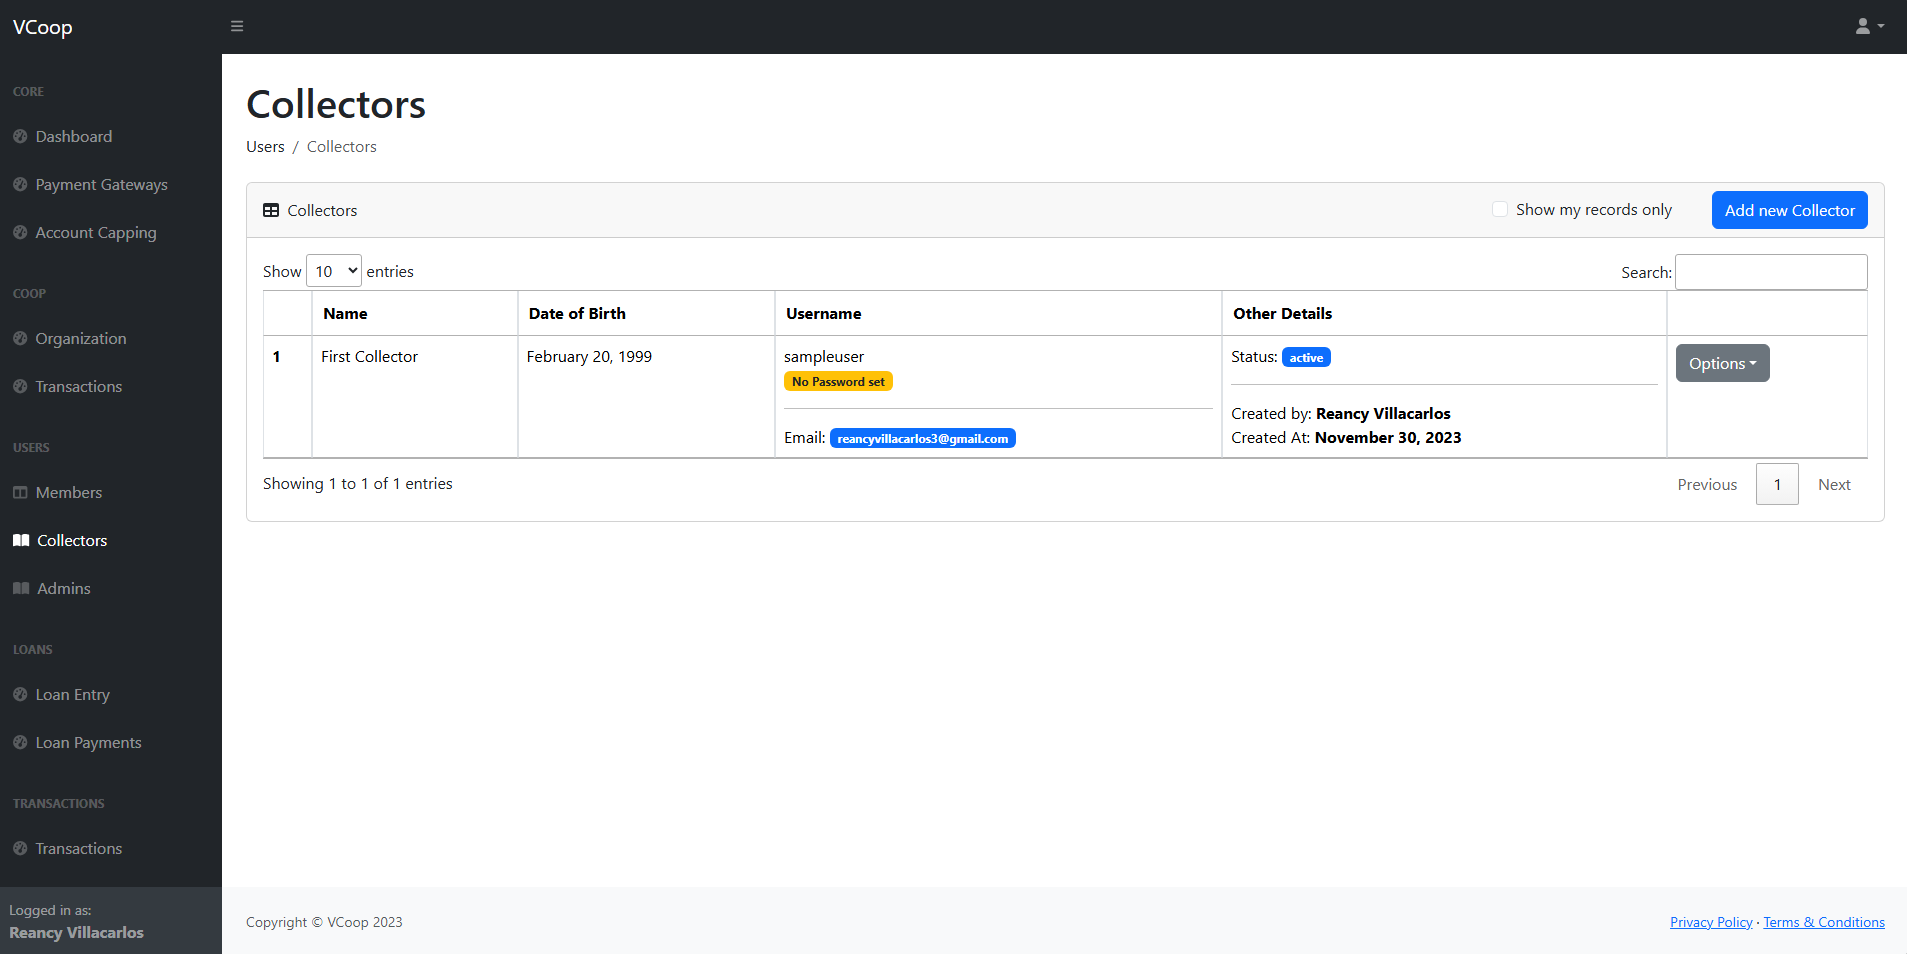 VCoop
CORE
Dashboard
Payment Gateways
Account Capping
COOP
Organization
Transactions
USERS
Members
Collectors
Admins
LOANS
Loan Entry
Loan Payments
TRANSACTIONS
Transactions
Logged in as:
Reancy Villacarlos
Collectors
Users / Collectors
Collectors
Show my records only
Add new Collector
Show 10 entries
Search:
Name Date of Birth Username Other Details
1 First Collector February 20, 1999 sampleuser Status: active Options
No Password set
Created by: Reancy Villacarlos
Email: reancyvillacarlos3@gmail.com Created At: November 30, 2023
Showing 1 to 1 of 1 entries
Previous 1 Next
Copyright © VCoop 2023
Privacy Policy · Terms & Conditions